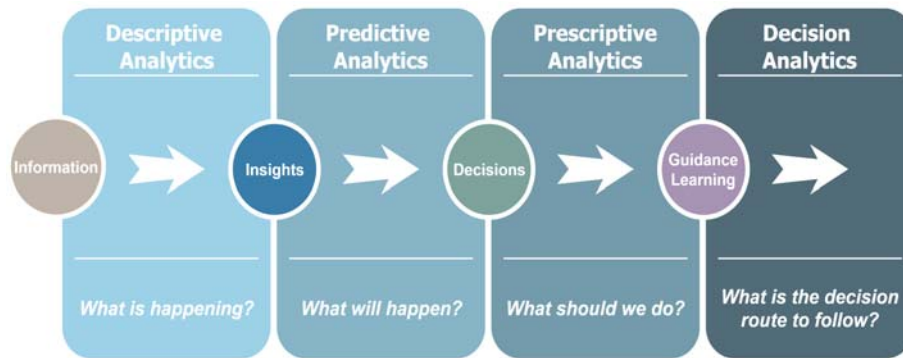 Descriptive
Analytics
Predictive
Analytics
Prescriptive
Analytics
Decision
Analytics
Information
Insights
Decisions
Guidance
Learning
What is happening?
What will happen?
What should we do?
What is the decision
route to follow?